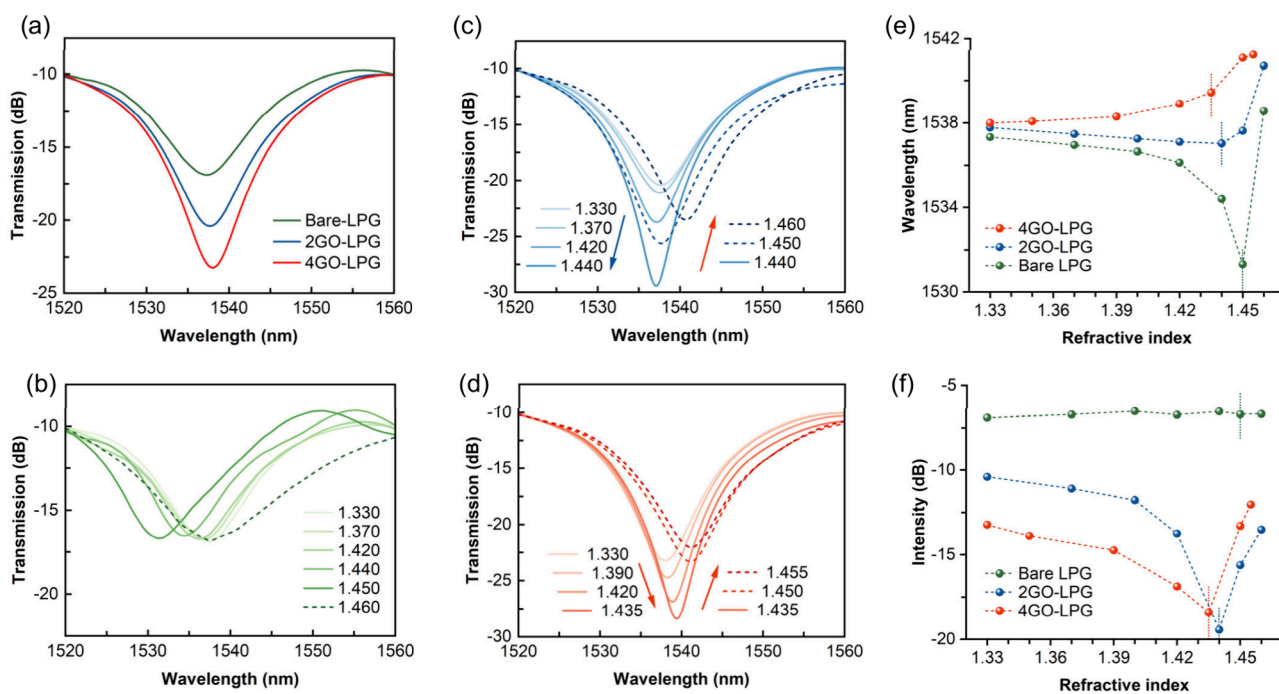 (a)
Transmission (dB)
-10
-15
-20
-25
Bare-LPG
2GO-LPG
4GO-LPG
1520 1530 1540 1550 1560
Wavelength (nm)
(c)
Transmission (dB)
-10
-15
-20
-25
-30
1.330
1.370
1.420
1.440
1.460
1.450
1.440
1520 1530 1540 1550 1560
Wavelength (nm)
(e)
Wavelength (nm)
1542
1538
1534
1530
4GO-LPG
2GO-LPG
Bare LPG
1.33 1.36 1.39 1.42 1.45
Refractive index
(b)
Transmission (dB)
-10
-15
-20
1.330
1.370
1.420
1.440
1.450
1.460
1520 1530 1540 1550 1560
Wavelength (nm)
(d)
Transmission (dB)
-10
-15
-20
-25
-30
1.330
1.390
1.420
1.435
1.455
1.450
1.435
1520 1530 1540 1550 1560
Wavelength (nm)
(f)
Intensity (dB)
-5
-10
-15
-20
Bare LPG
2GO-LPG
4GO-LPG
1.33 1.36 1.39 1.42 1.45
Refractive index